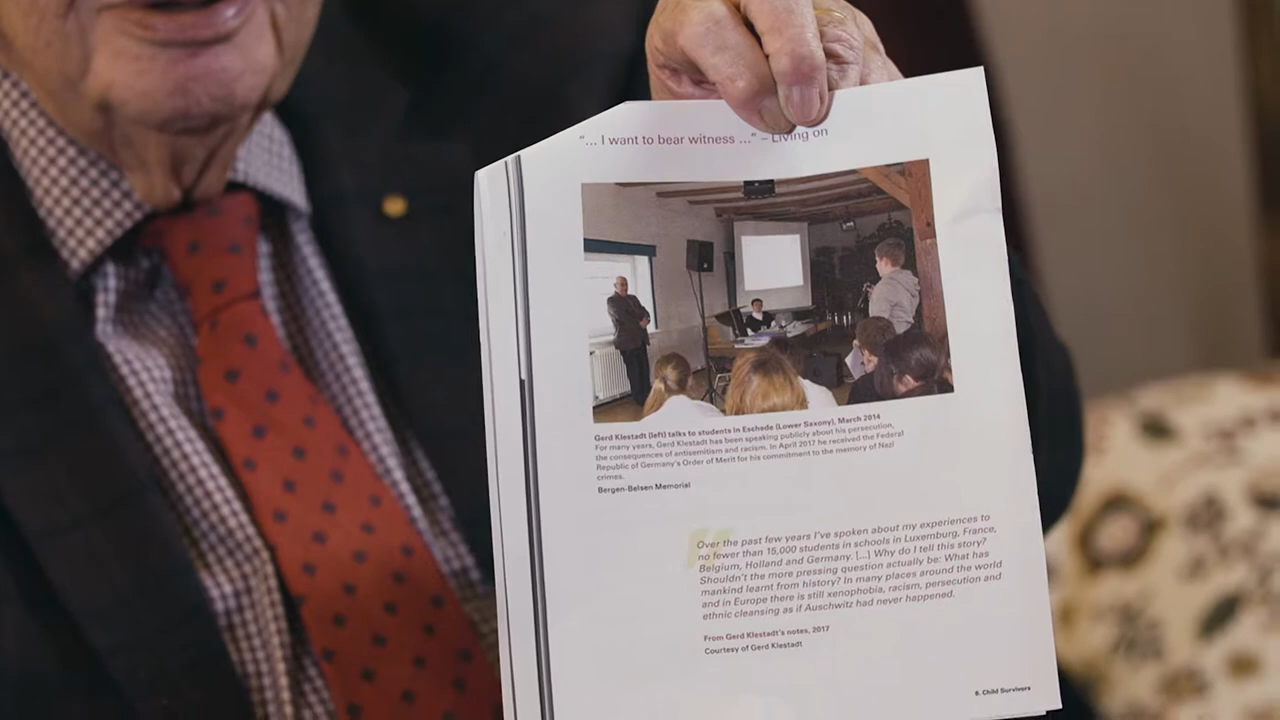 "... I want to bear witness ..." – Living on
Gerd Klestadt (left) talks to students in Eschede (Lower Saxony), March 2014
For many years, Gerd Klestadt has been speaking publicly about his persecution,
the consequences of antisemitism and racism. In April 2017 he received the Federal
Republic of Germany's Order of Merit for his commitment to the memory of Nazi
crimes.
Bergen-Belsen Memorial
Over the past few years I've spoken about my experiences to
no fewer than 15,000 students in schools in Luxemburg, France,
Belgium, Holland and Germany. [...] Why do I tell this story?
Shouldn't the more pressing question actually be: What has
mankind learnt from history? In many places around the world
and in Europe there is still xenophobia, racism, persecution and
ethnic cleansing as if Auschwitz had never happened.
From Gerd Klestadt's notes, 2017
Courtesy of Gerd Klestadt
6. Child Survivors